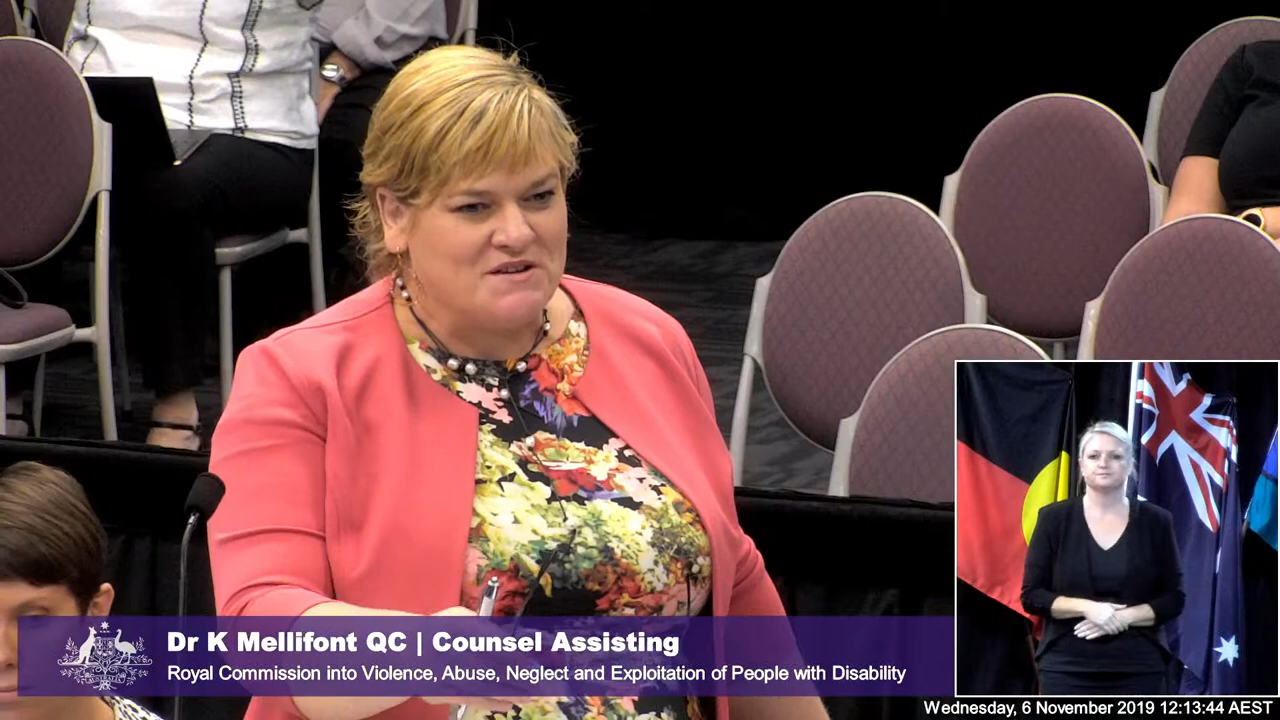 Dr K Mellifont QC | Counsel Assisting
Royal Commission into Violence, Abuse, Neglect and Exploitation of People with Disability
Wednesday, 6 November 2019 12:13:44 AEST